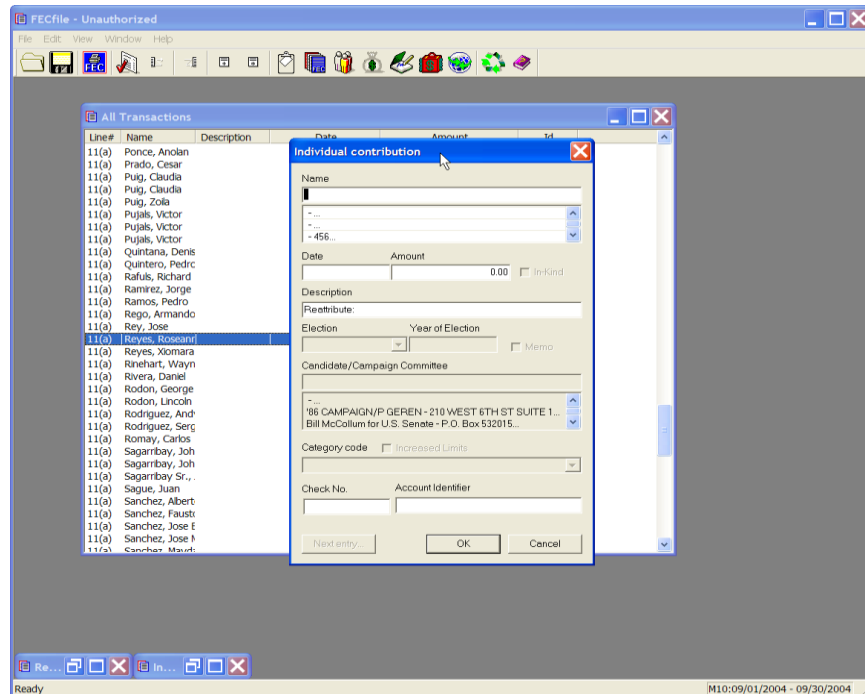 FECfile - Unauthorized
File Edit View Window Help
FEC
All Transactions
Line# Name Description Date Amount Id
11(a) Ponce, Anolan
11(a) Prado, Cesar
11(a) Puig, Claudia
11(a) Puig, Claudia
11(a) Puig, Zoila
11(a) Pujals, Victor
11(a) Pujals, Victor
11(a) Pujals, Victor
11(a) Quintana, Denis
11(a) Quintero, Pedro
11(a) Rafuls, Richard
11(a) Ramirez, Jorge
11(a) Ramos, Pedro
11(a) Rego, Armando
11(a) Rey, Jose
11(a) Reyes, Roseanr
11(a) Reyes, Xiomara
11(a) Rinehart, Wayn
11(a) Rivera, Daniel
11(a) Rodon, George
11(a) Rodon, Lincoln
11(a) Rodriguez, And
11(a) Rodriguez, Serg
11(a) Romay, Carlos
11(a) Sagarribay, Joh
11(a) Sagarribay, Joh
11(a) Sagarribay Sr., .
11(a) Sague, Juan
11(a) Sanchez, Albert
11(a) Sanchez, Fausto
11(a) Sanchez, Jose E
11(a) Sanchez, Jose M
11(a) Sanchez, Mayda
Individual contribution
Name
- ...
- ...
- 456...
Date Amount
0.00 In-Kind
Description
Reattribute:
Election Year of Election
Memo
Candidate/Campaign Committee
- ...
'86 CAMPAIGN/P GEREN - 210 WEST 6TH ST SUITE 1...
Bill McCollum for U.S. Senate - P.O. Box 532015...
Category code Increased Limits
Check No. Account Identifier
Next entry... OK Cancel
Re... In...
Ready M10:09/01/2004 - 09/30/2004